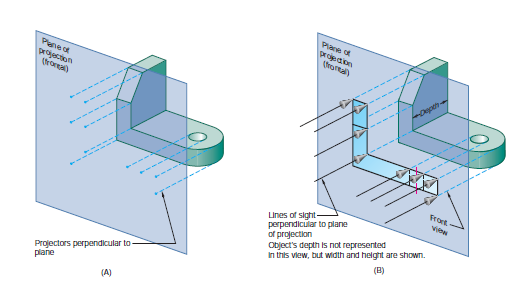 Plane of
projection
(frontal)
Projectors perpendicular to
plane
(A)
Plane of
projection
(frontal)
Depth
Lines of sight
perpendicular to plane
of projection
Front
view
Object's depth is not represented
in this view, but width and height are shown.
(B)